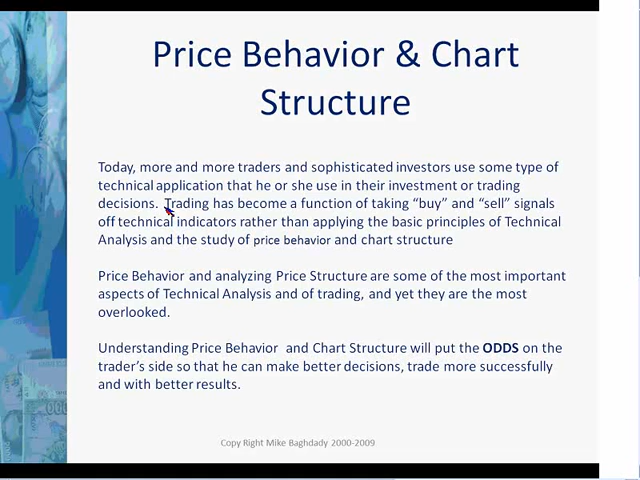 Price Behavior & Chart
Structure
Today, more and more traders and sophisticated investors use some type of
technical application that he or she use in their investment or trading
decisions. Trading has become a function of taking “buy” and “sell” signals
off technical indicators rather than applying the basic principles of Technical
Analysis and the study of price behavior and chart structure
Price Behavior and analyzing Price Structure are some of the most important
aspects of Technical Analysis and of trading, and yet they are the most
overlooked.
Understanding Price Behavior and Chart Structure will put the ODDS on the
trader’s side so that he can make better decisions, trade more successfully
and with better results.
Copy Right Mike Baghdady 2000-2009